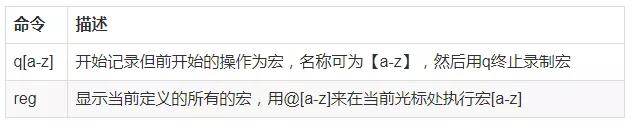 命令 描述
q[a-z] 开始记录但前开始的操作为宏，名称可为【a-z】，然后用q终止录制宏
reg 显示当前定义的所有的宏，用@[a-z]来在当前光标处执行宏[a-z]